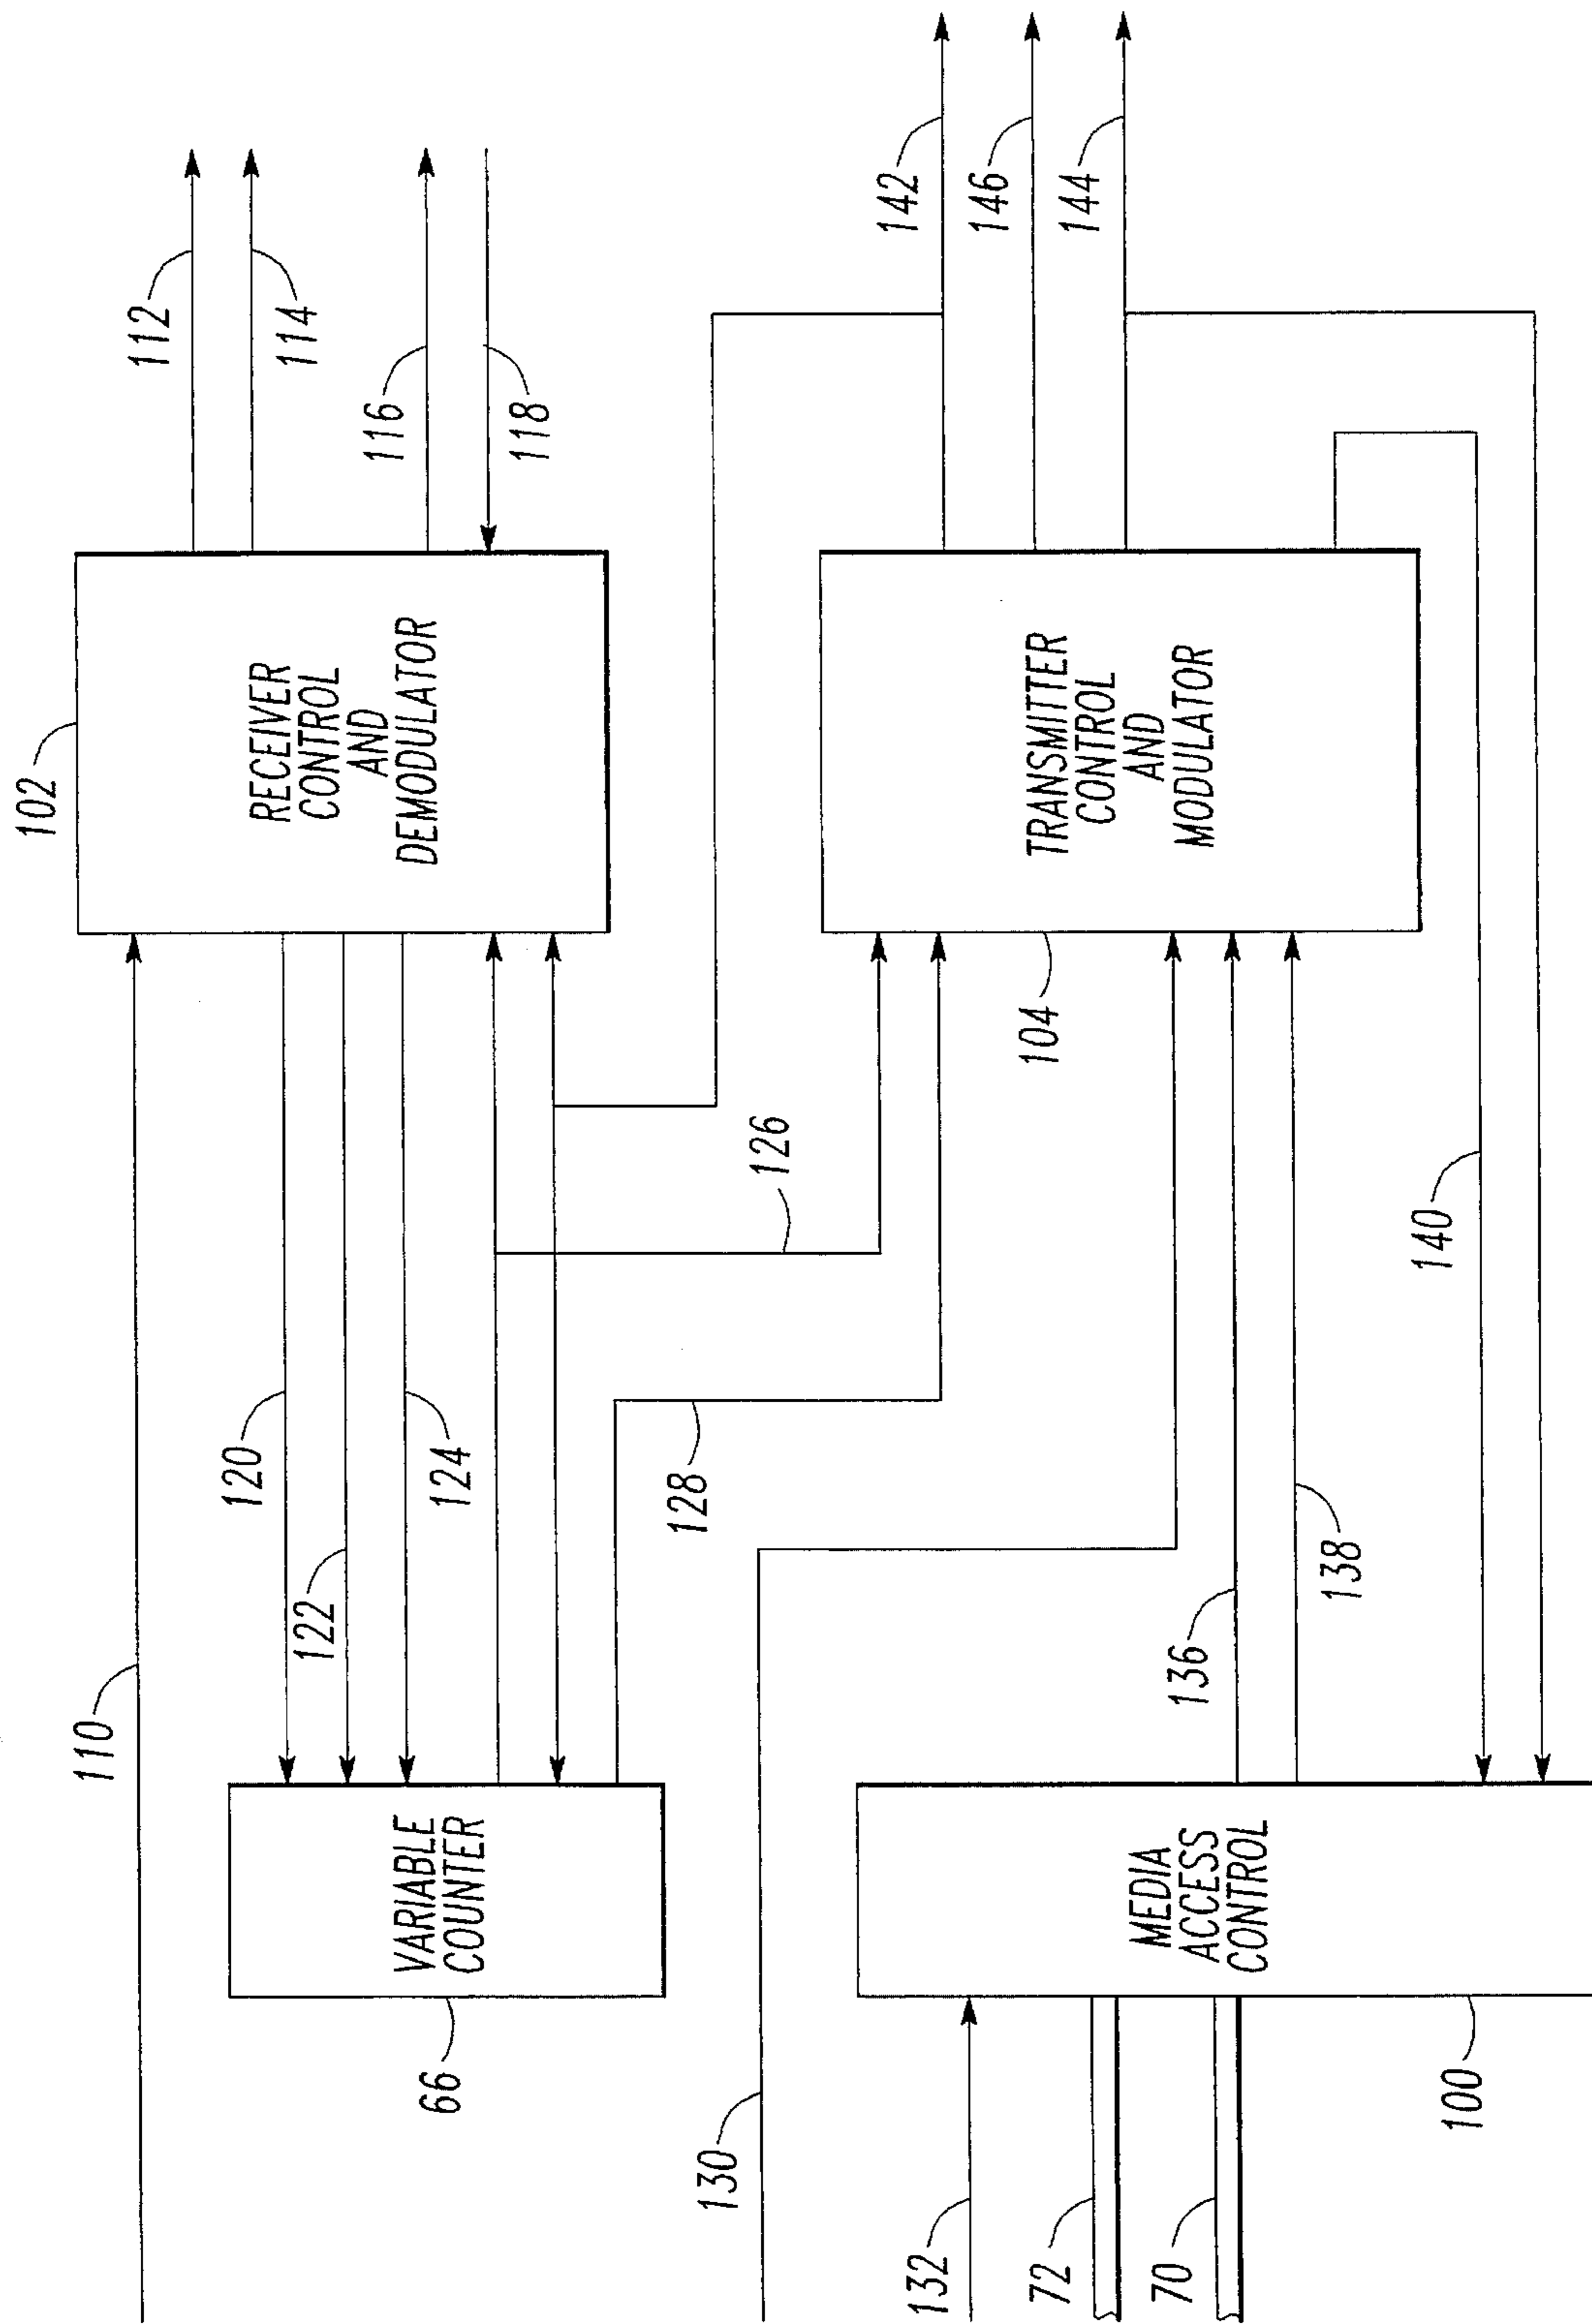 110
102
112
114
116
118
RECEIVER
CONTROL
AND
DEMODULATOR
120
122
124
VARIABLE
COUNTER
66
126
128
142
146
144
TRANSMITTER
CONTROL
AND
MODULATOR
104
130
132
72
70
MEDIA
ACCESS
CONTROL
100
136
138
140